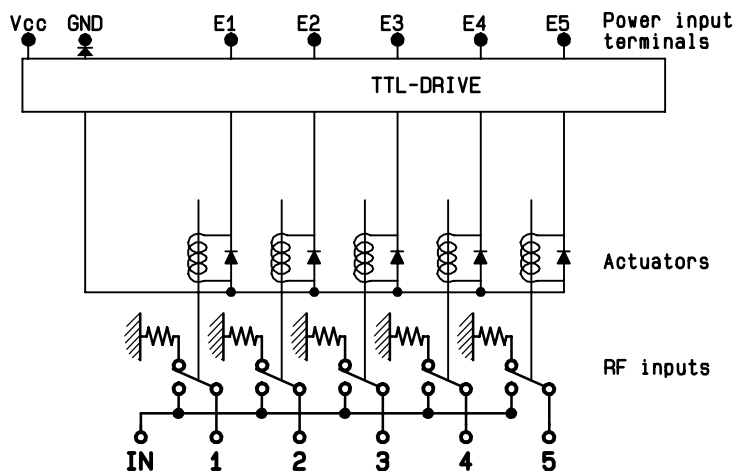 Vcc GND E1 E2 E3 E4 E5 Power input
terminals
TTL-DRIVE
Actuators
RF inputs
IN 1 2 3 4 5